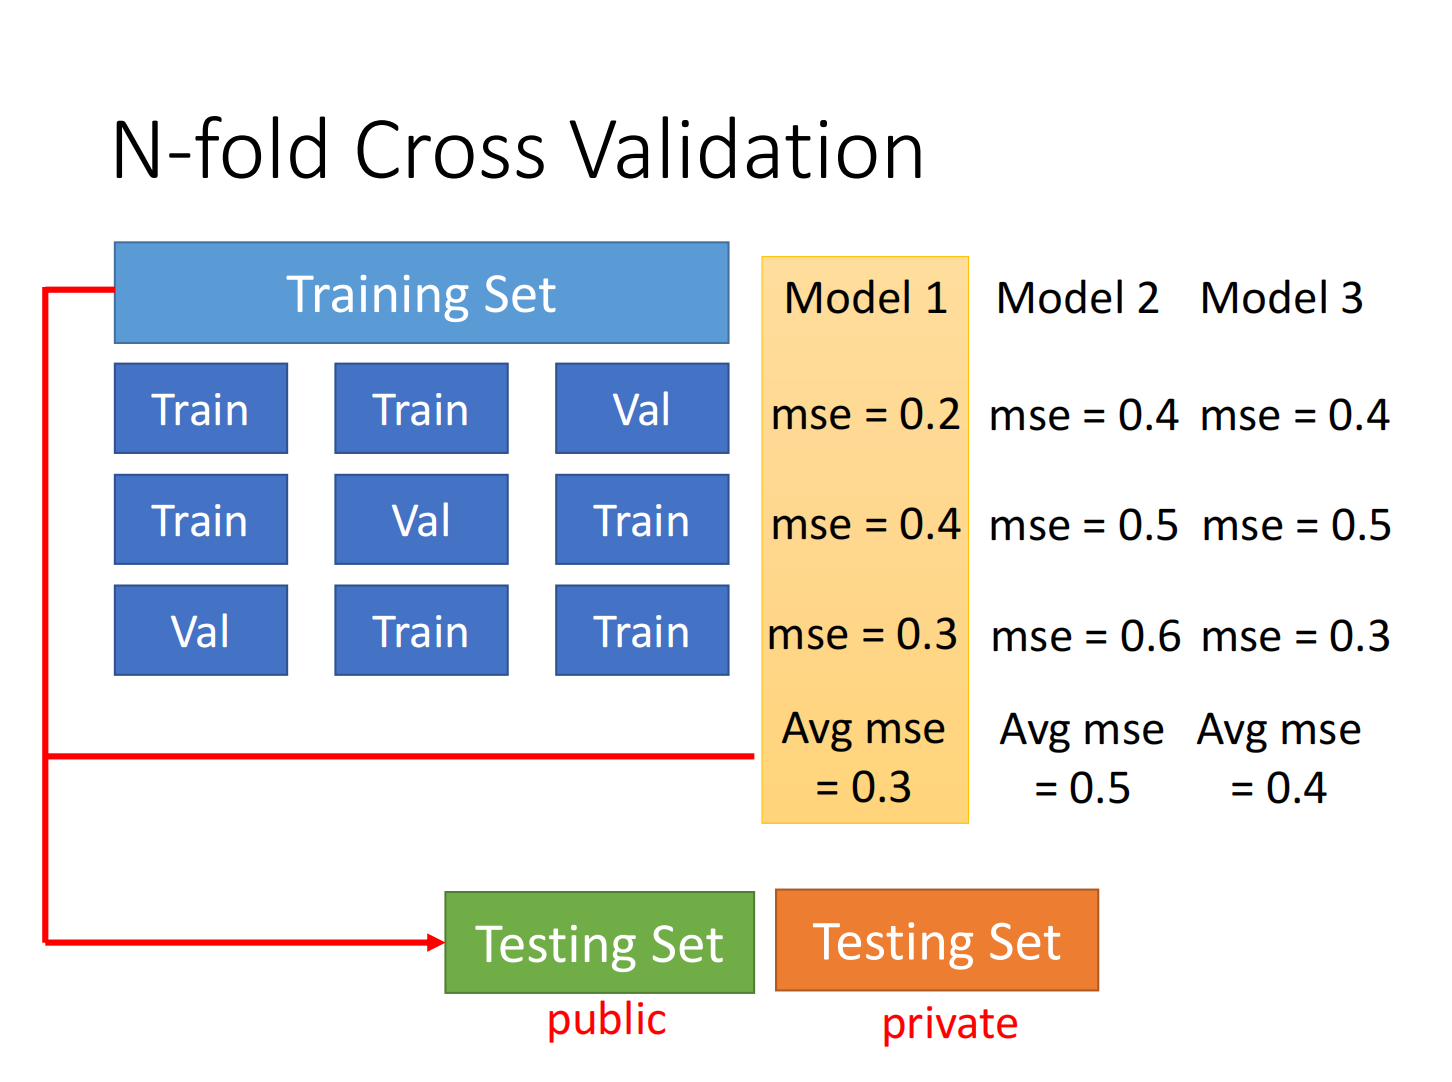 N-fold Cross Validation
Training Set
Model 1 Model 2 Model 3
Train Train Val mse = 0.2 mse = 0.4 mse = 0.4
Train Val Train mse = 0.4 mse = 0.5 mse = 0.5
Val Train Train mse = 0.3 mse = 0.6 mse = 0.3
Avg mse Avg mse Avg mse
= 0.3 = 0.5 = 0.4
Testing Set Testing Set
public private